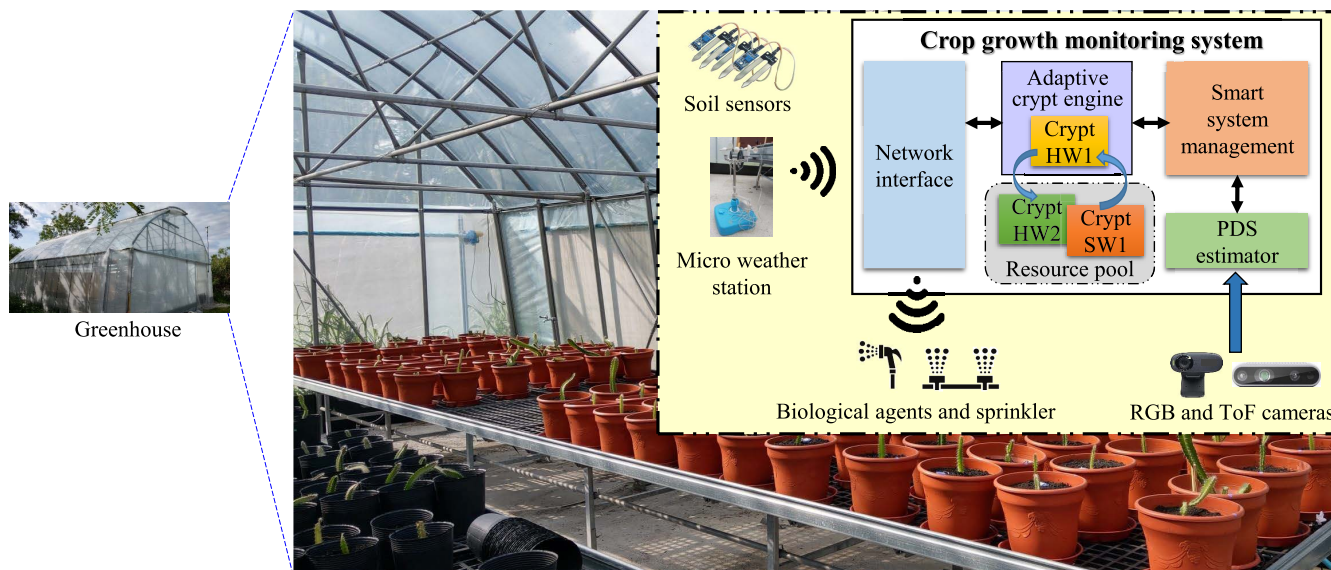 Greenhouse
Soil sensors
Micro weather
station
Crop growth monitoring system
Network
interface
Adaptive
crypt engine
Crypt
HW1
Crypt
HW2
Crypt
SW1
Resource pool
Smart
system
management
PDS
estimator
Biological agents and sprinkler
RGB and ToF cameras